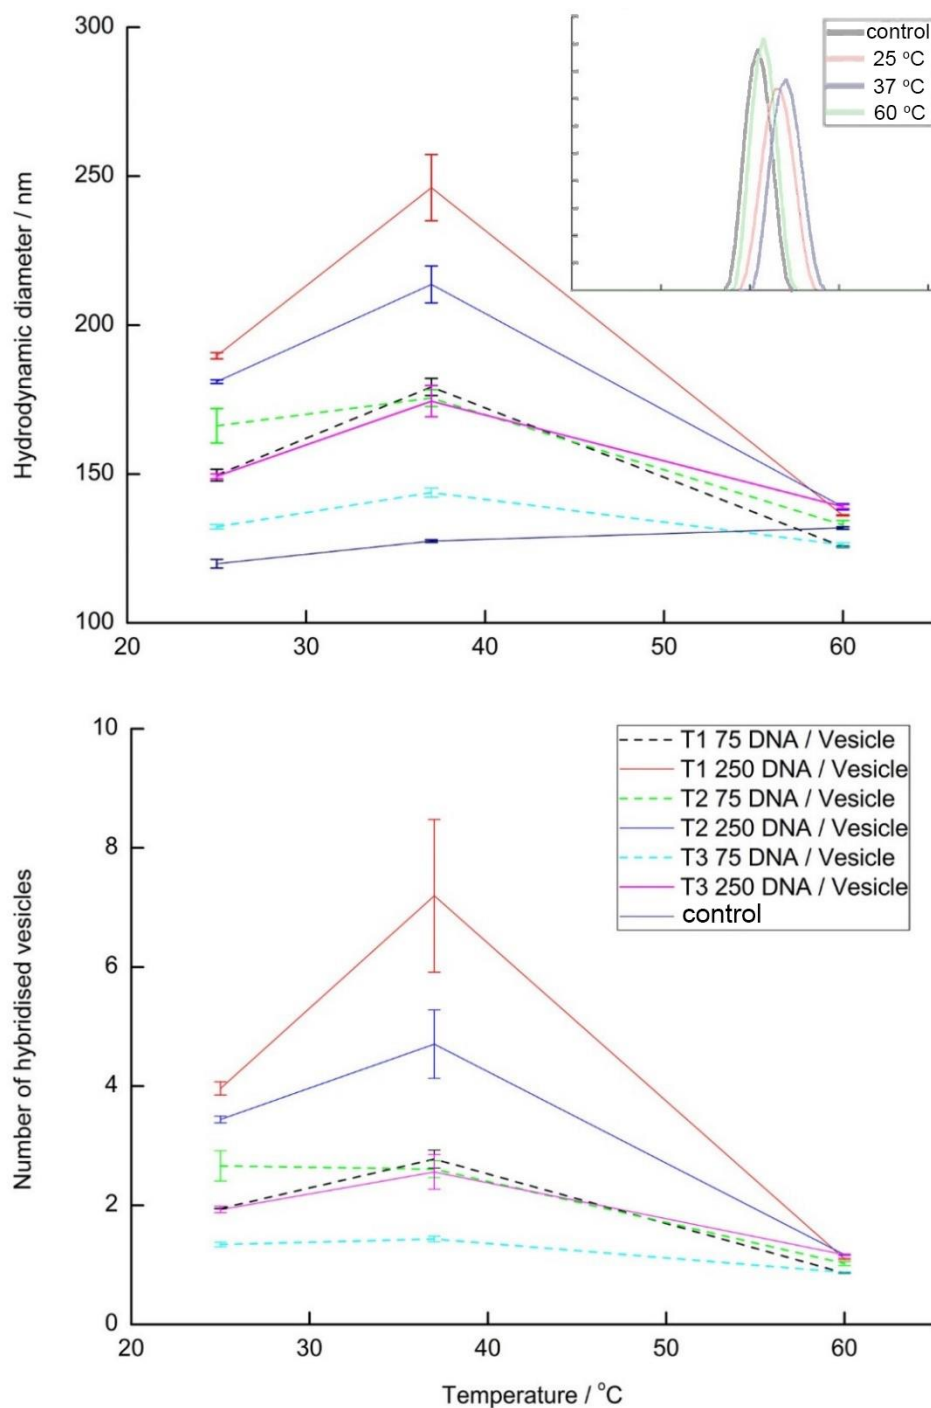 300
250
200
150
100
Hydrodynamic diameter / nm
control
25 °C
37 °C
60 °C
20 30 40 50 60
10
8
6
4
2
0
Number of hybridised vesicles
T1 75 DNA / Vesicle
T1 250 DNA / Vesicle
T2 75 DNA / Vesicle
T2 250 DNA / Vesicle
T3 75 DNA / Vesicle
T3 250 DNA / Vesicle
control
20 30 40 50 60
Temperature / °C